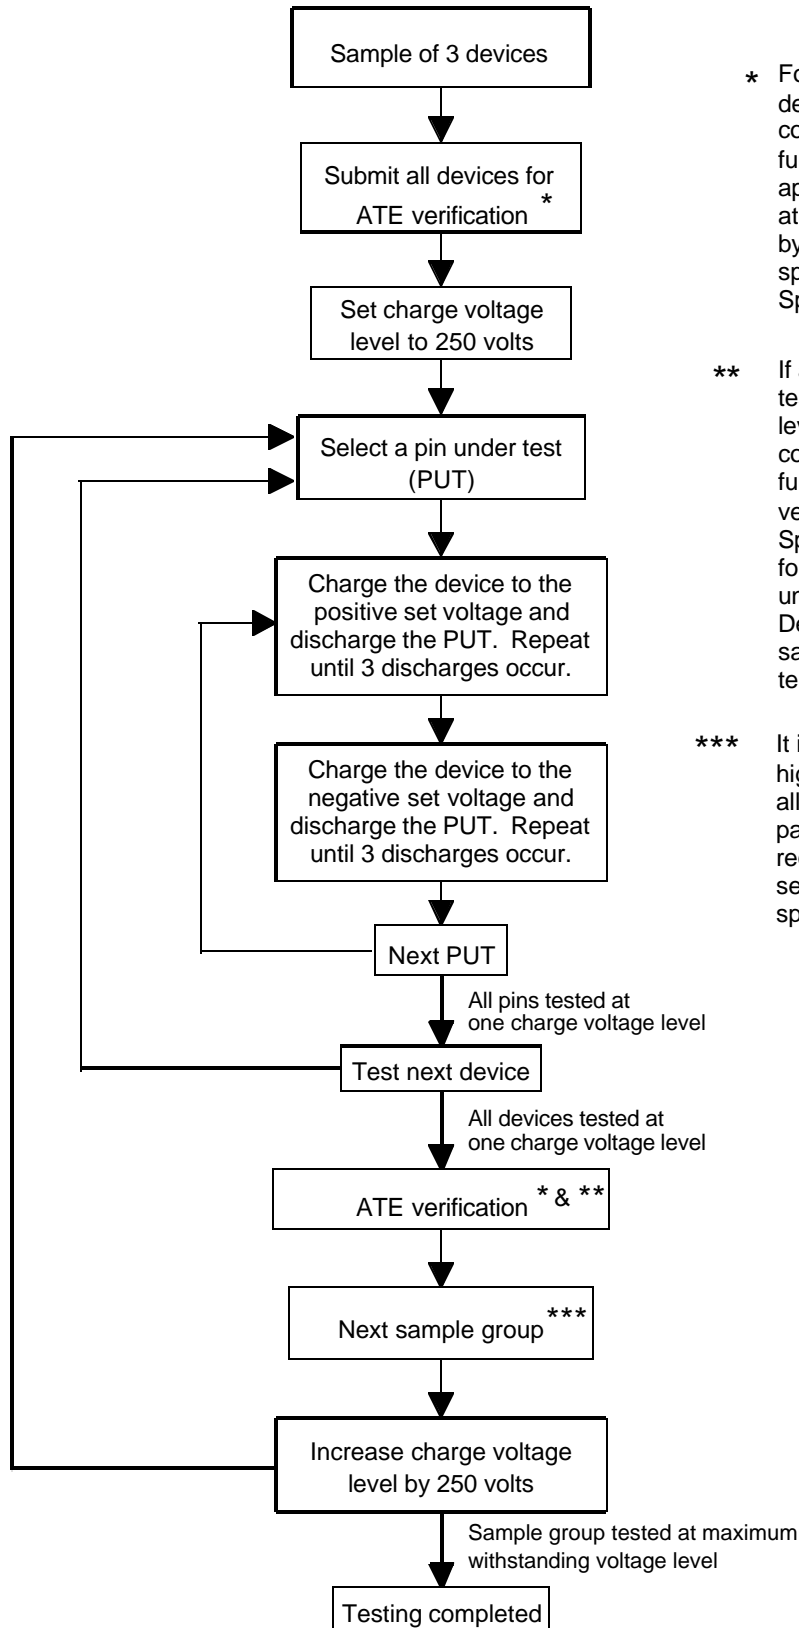 Sample of 3 devices
Submit all devices for
ATE verification *
Set charge voltage
level to 250 volts
Select a pin under test
(PUT)
Charge the device to the
positive set voltage and
discharge the PUT. Repeat
until 3 discharges occur.
Charge the device to the
negative set voltage and
discharge the PUT. Repeat
until 3 discharges occur.
Next PUT
All pins tested at
one charge voltage level
Test next device
All devices tested at
one charge voltage level
ATE verification * & **
Next sample group ***
Increase charge voltage
level by 250 volts
Sample group tested at maximum
withstanding voltage level
Testing completed
* Fo
de
co
fu
ap
at
by
sp
Sp
** If
te
lev
co
fu
ve
Sp
fo
un
De
sa
te
*** It i
hig
all
pa
re
se
sp